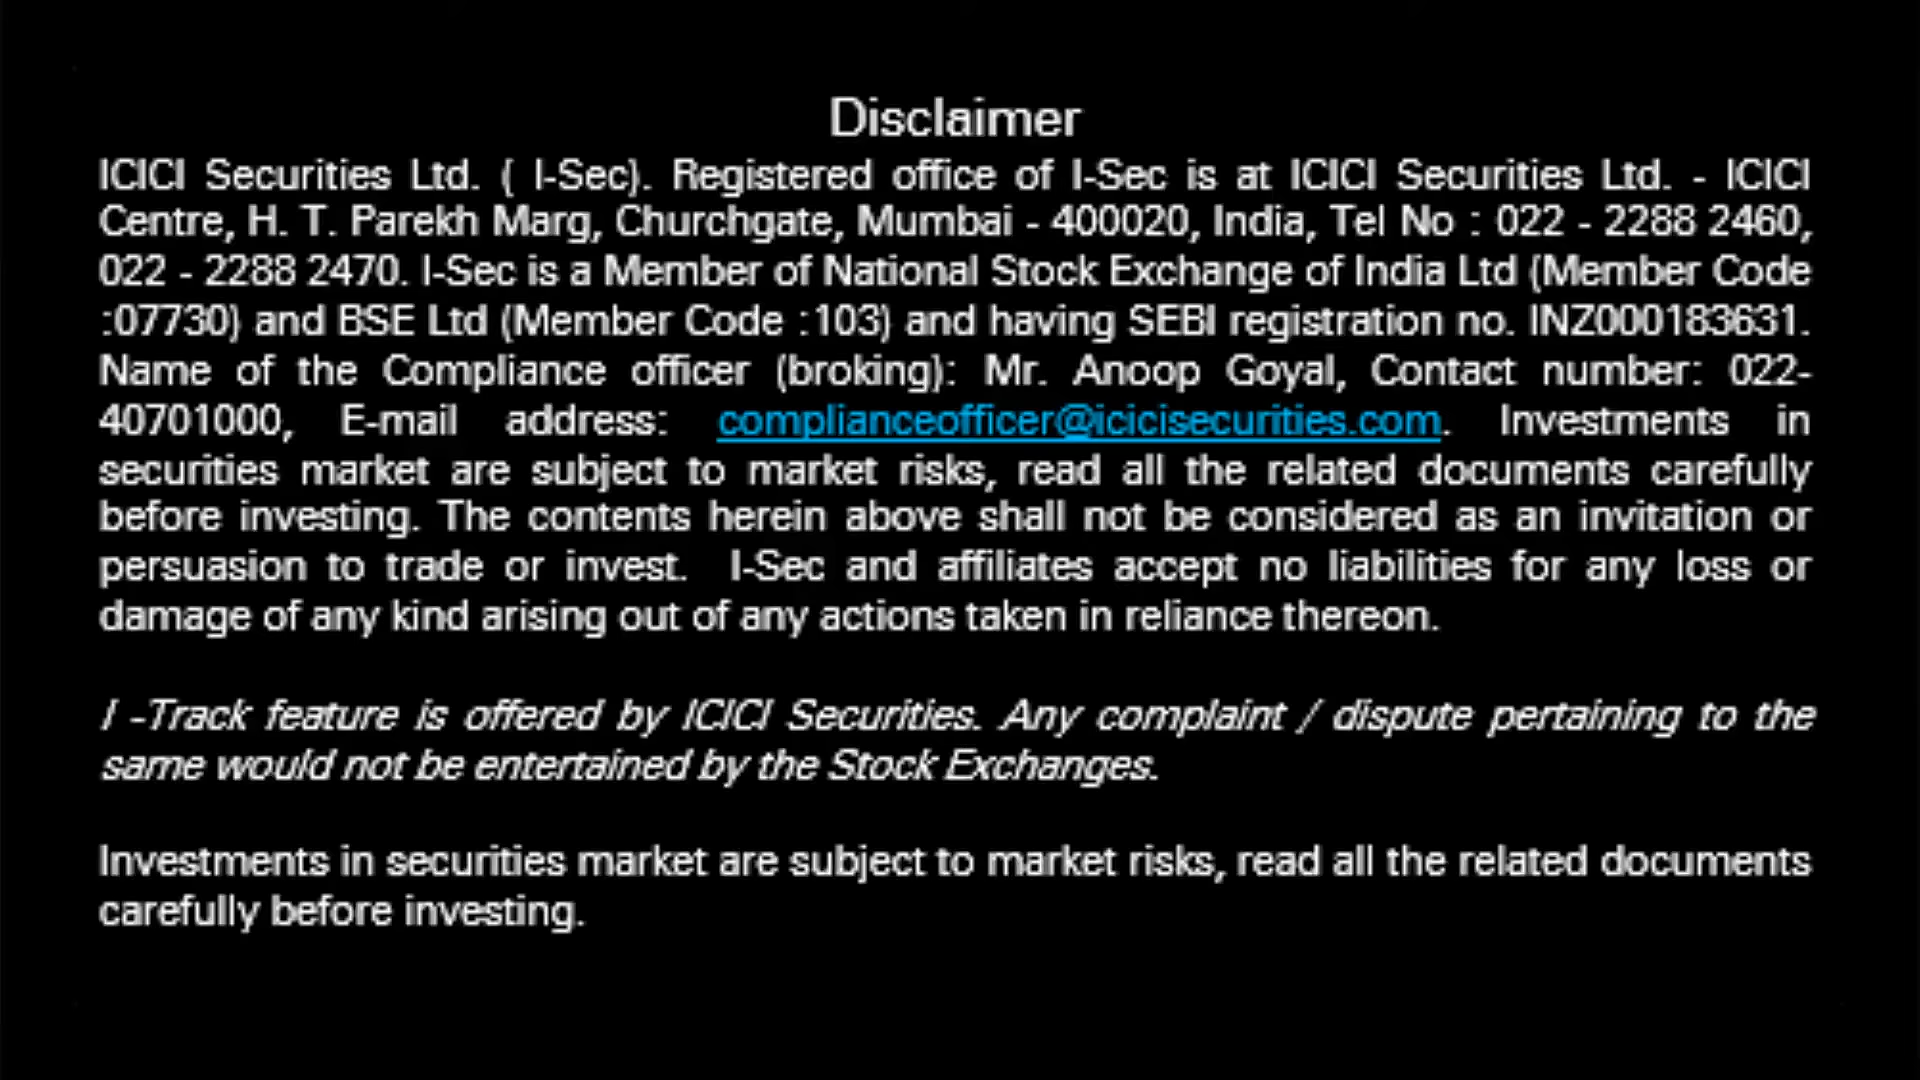 Disclaimer
ICICI Securities Ltd. ( I-Sec). Registered office of I-Sec is at ICICI Securities Ltd. - ICICI
Centre, H. T. Parekh Marg, Churchgate, Mumbai - 400020, India, Tel No : 022 - 2288 2460,
022 - 2288 2470. I-Sec is a Member of National Stock Exchange of India Ltd (Member Code
:07730) and BSE Ltd (Member Code :103) and having SEBI registration no. INZ000183631.
Name of the Compliance officer (broking): Mr. Anoop Goyal, Contact number: 022-
40701000, E-mail address: complianceofficer@icicisecurities.com. Investments in
securities market are subject to market risks, read all the related documents carefully
before investing. The contents herein above shall not be considered as an invitation or
persuasion to trade or invest. I-Sec and affiliates accept no liabilities for any loss or
damage of any kind arising out of any actions taken in reliance thereon.
I -Track feature is offered by ICICI Securities. Any complaint / dispute pertaining to the
same would not be entertained by the Stock Exchanges.
Investments in securities market are subject to market risks, read all the related documents
carefully before investing.